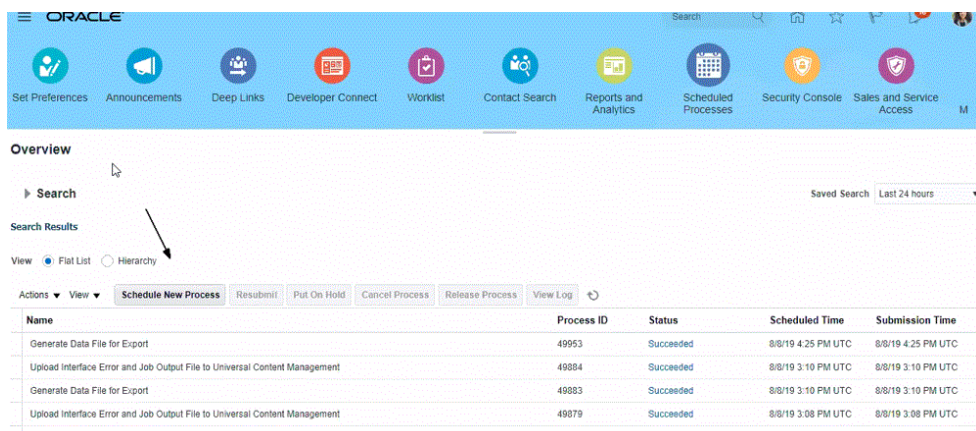 ORACLE
Search
Set Preferences Announcements Deep Links Developer Connect Worklist Contact Search Reports and Analytics Scheduled Processes Security Console Sales and Service Access M
Overview
Search
Saved Search Last 24 hours
Search Results
View Flat List Hierarchy
Actions View Schedule New Process Resubmit Put On Hold Cancel Process Release Process View Log
Name Process ID Status Scheduled Time Submission Time
Generate Data File for Export 49953 Succeeded 8/8/19 4:25 PM UTC 8/8/19 4:25 PM UTC
Upload Interface Error and Job Output File to Universal Content Management 49884 Succeeded 8/8/19 3:10 PM UTC 8/8/19 3:10 PM UTC
Generate Data File for Export 49883 Succeeded 8/8/19 3:10 PM UTC 8/8/19 3:10 PM UTC
Upload Interface Error and Job Output File to Universal Content Management 49879 Succeeded 8/8/19 3:08 PM UTC 8/8/19 3:08 PM UTC